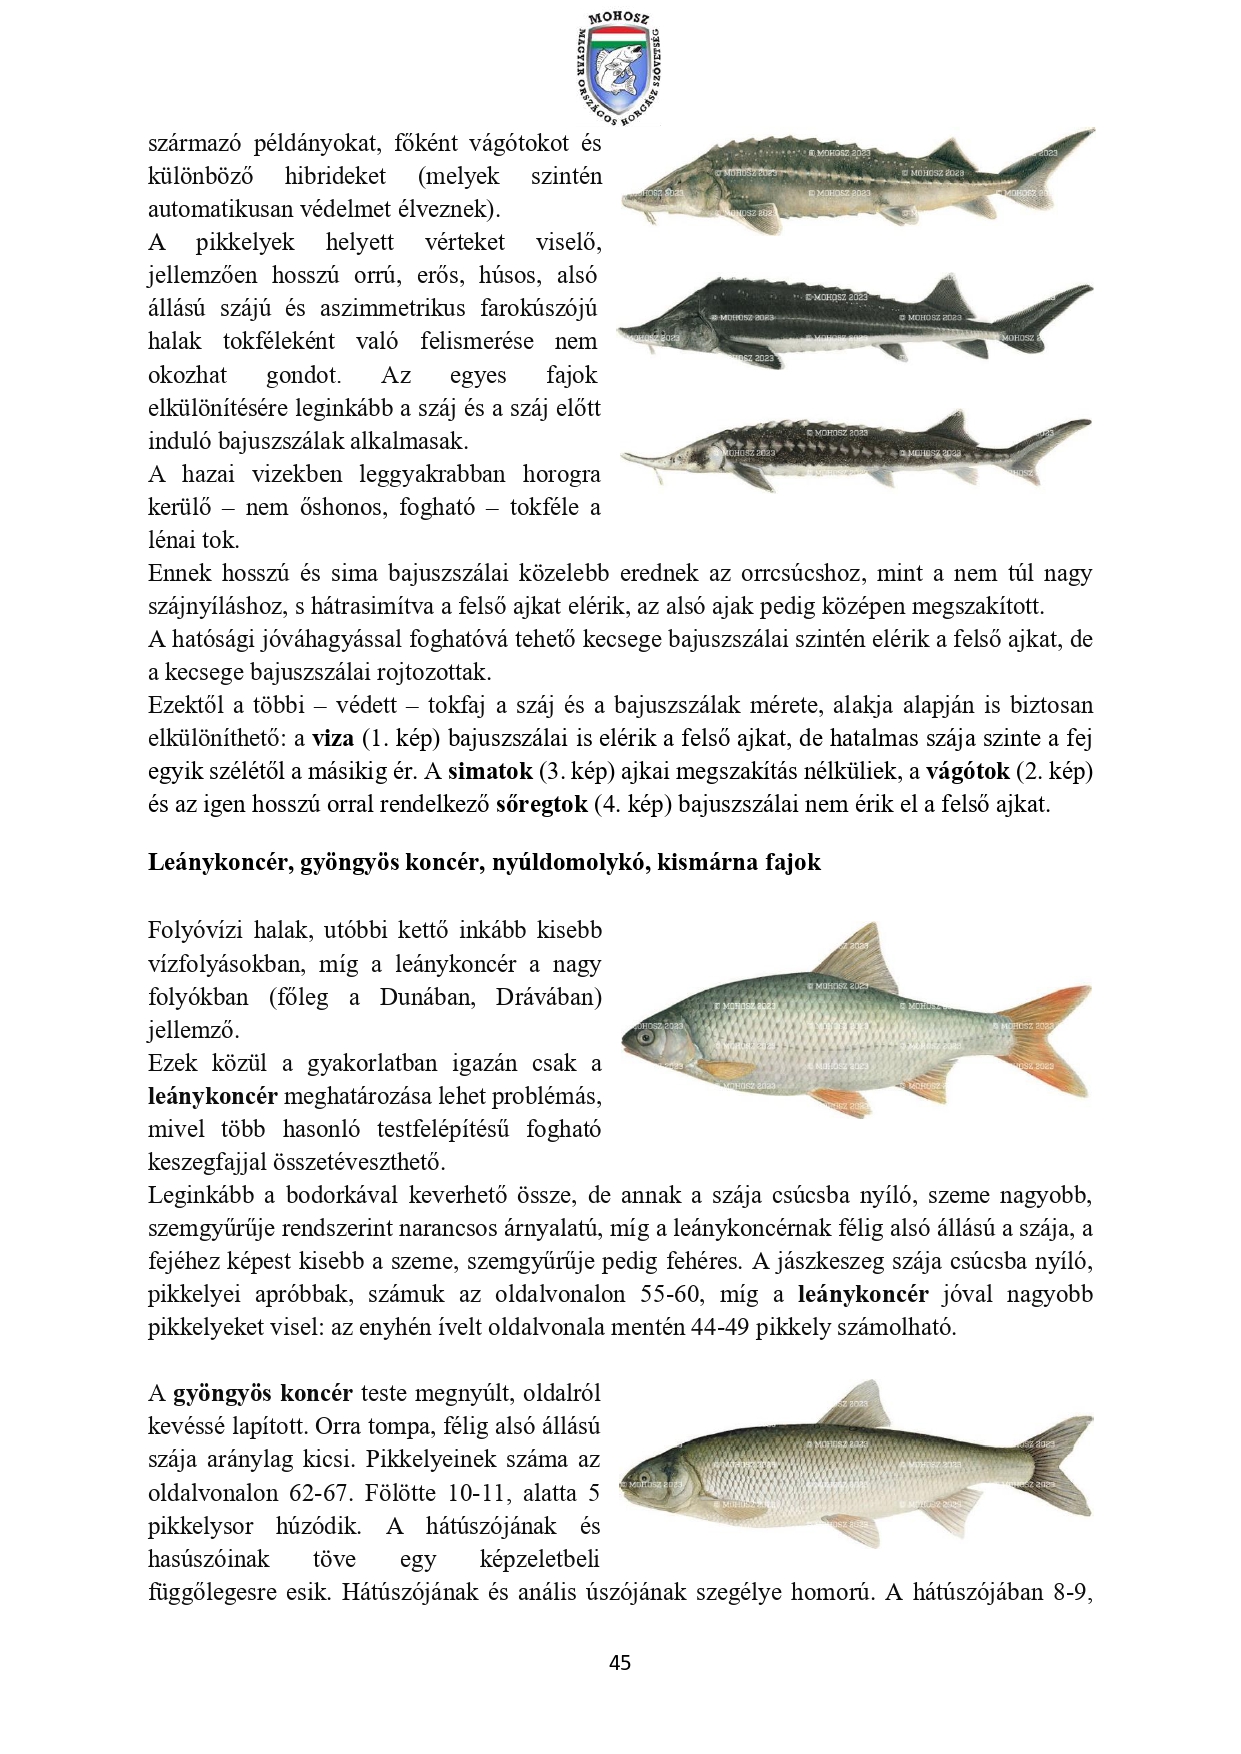 MOHOSZ
MAGYAR ORSZÁGOS HORGÁSZ SZÖVETSÉG
származó példányokat, főként vágótokot és
különböző hibrideket (melyek szintén
automatikusan védelmet élveznek).
A pikkelyek helyett vérteket viselő,
jellemzően hosszú orrú, erős, húsos, alsó
állású szájú és aszimmetrikus farokúszójú
halak tokféleként való felismerése nem
okozhat gondot. Az egyes fajok
elkülönítésére leginkább a száj és a száj előtt
induló bajuszszálak alkalmasak.
A hazai vizekben leggyakrabban horogra
kerülő – nem őshonos, fogható – tokféle a
lénai tok.
Ennek hosszú és sima bajuszszálai közelebb erednek az orrcsúcshoz, mint a nem túl nagy
szájnyíláshoz, s hátrasimítva a felső ajkat elérik, az alsó ajak pedig középen megszakított.
A hatósági jóváhagyással foghatóvá tehető kecsege bajuszszálai szintén elérik a felső ajkat, de
a kecsege bajuszszálai rojtozottak.
Ezektől a többi – védett – tokfaj a száj és a bajuszszálak mérete, alakja alapján is biztosan
elkülöníthető: a viza (1. kép) bajuszszálai is elérik a felső ajkat, de hatalmas szája szinte a fej
egyik szélétől a másikig ér. A simatok (3. kép) ajkai megszakítás nélküliek, a vágótok (2. kép)
és az igen hosszú orral rendelkező sőregtok (4. kép) bajuszszálai nem érik el a felső ajkat.
Leánykoncér, gyöngyös koncér, nyúldomolykó, kismárna fajok
Folyóvízi halak, utóbbi kettő inkább kisebb
vízfolyásokban, míg a leánykoncér a nagy
folyókban (főleg a Dunában, Drávában)
jellemző.
Ezek közül a gyakorlatban igazán csak a
leánykoncér meghatározása lehet problémás,
mivel több hasonló testfelépítésű fogható
keszegfajjal összetéveszthető.
Leginkább a bodorkával keverhető össze, de annak a szája csúcsba nyíló, szeme nagyobb,
szemgyűrűje rendszerint narancsos árnyalatú, míg a leánykoncérnak félig alsó állású a szája, a
fejéhez képest kisebb a szeme, szemgyűrűje pedig fehéres. A jászkeszeg szája csúcsba nyíló,
pikkelyei apróbbak, számuk az oldalvonalon 55-60, míg a leánykoncér jóval nagyobb
pikkelyeket visel: az enyhén ívelt oldalvonala mentén 44-49 pikkely számolható.
A gyöngyös koncér teste megnyúlt, oldalról
kevéssé lapított. Orra tompa, félig alsó állású
szája aránylag kicsi. Pikkelyeinek száma az
oldalvonalon 62-67. Fölötte 10-11, alatta 5
pikkelysor húzódik. A hátúszójának és
hasúszóinak töve egy képzeletbeli
függőlegesre esik. Hátúszójának és anális úszójának szegélye homorú. A hátúszójában 8-9,
45